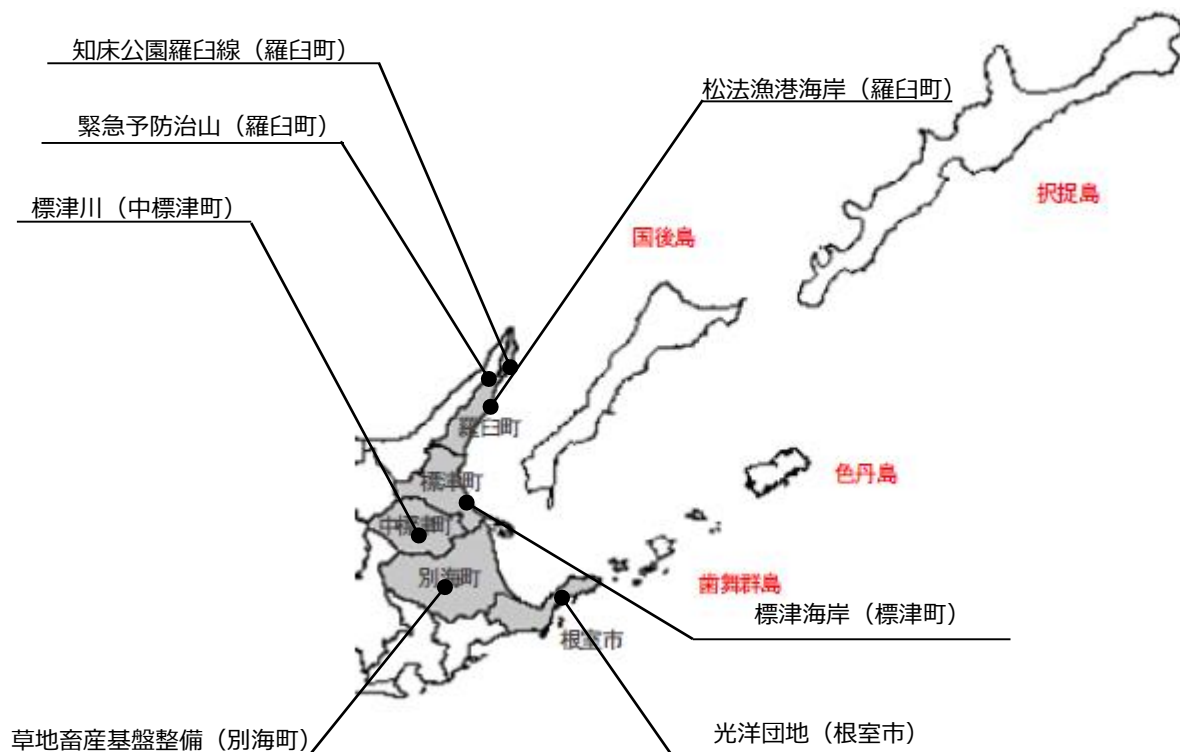 知床公園羅臼線（羅臼町）
松法漁港海岸（羅臼町）
緊急予防治山（羅臼町）
標津川（中標津町）
択捉島
国後島
羅臼町
標津町
色丹島
中標津町
別海町
歯舞群島
標津海岸（標津町）
根室市
草地畜産基盤整備（別海町）
光洋団地（根室市）